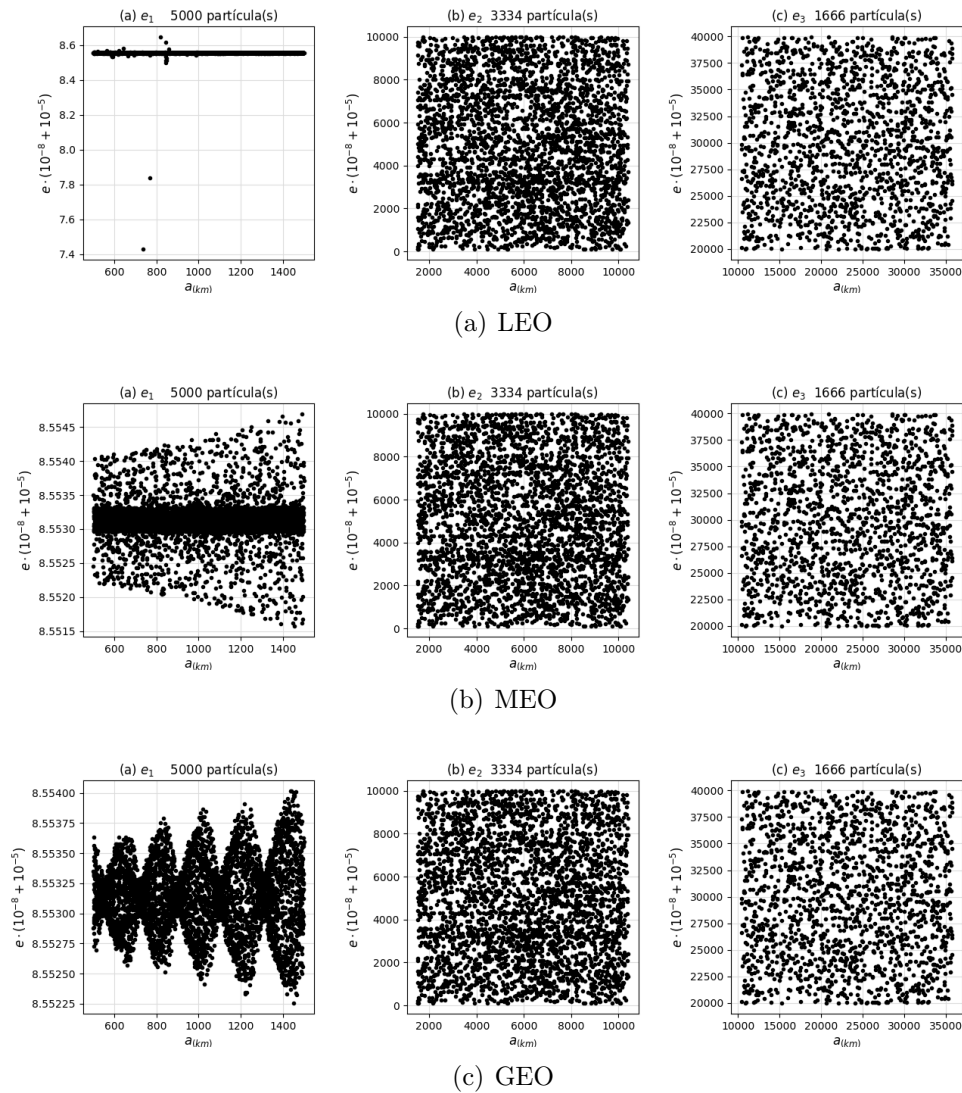 (a) e₁ 5000 partícula(s)
(b) e₂ 3334 partícula(s)
(c) e₃ 1666 partícula(s)
e · (10⁻⁸ + 10⁻⁵)
8.6
8.4
8.2
8.0
7.8
7.6
7.4
600 800 1000 1200 1400
a(km)
e · (10⁻⁸ + 10⁻⁵)
10000
8000
6000
4000
2000
0
2000 4000 6000 8000 10000
a(km)
e · (10⁻⁸ + 10⁻⁵)
40000
37500
35000
32500
30000
27500
25000
22500
20000
10000 15000 20000 25000 30000 35000
a(km)
(a) LEO
(a) e₁ 5000 partícula(s)
(b) e₂ 3334 partícula(s)
(c) e₃ 1666 partícula(s)
e · (10⁻⁸ + 10⁻⁵)
8.5545
8.5540
8.5535
8.5530
8.5525
8.5520
8.5515
600 800 1000 1200 1400
a(km)
e · (10⁻⁸ + 10⁻⁵)
10000
8000
6000
4000
2000
0
2000 4000 6000 8000 10000
a(km)
e · (10⁻⁸ + 10⁻⁵)
40000
37500
35000
32500
30000
27500
25000
22500
20000
10000 15000 20000 25000 30000 35000
a(km)
(b) MEO
(a) e₁ 5000 partícula(s)
(b) e₂ 3334 partícula(s)
(c) e₃ 1666 partícula(s)
e · (10⁻⁸ + 10⁻⁵)
8.55400
8.55375
8.55350
8.55325
8.55300
8.55275
8.55250
8.55225
600 800 1000 1200 1400
a(km)
e · (10⁻⁸ + 10⁻⁵)
10000
8000
6000
4000
2000
0
2000 4000 6000 8000 10000
a(km)
e · (10⁻⁸ + 10⁻⁵)
40000
37500
35000
32500
30000
27500
25000
22500
20000
10000 15000 20000 25000 30000 35000
a(km)
(c) GEO